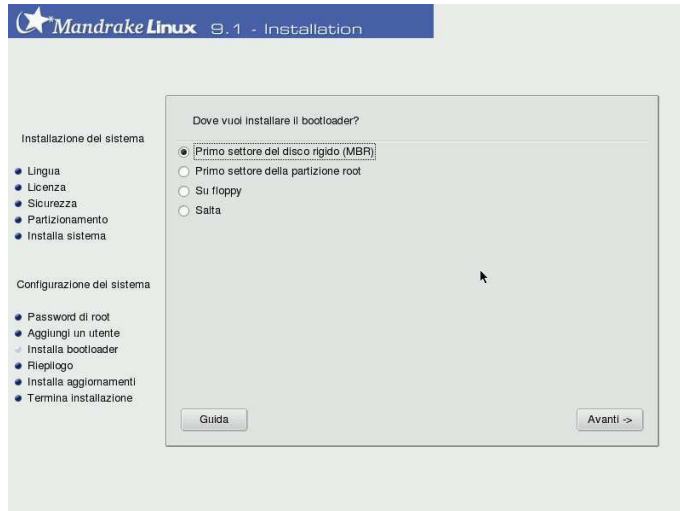 Mandrake Linux 9.1 - Installation
Dove vuoi installare il bootloader?
Installazione del sistema
Primo settore del disco rigido (MBR)
Primo settore della partizione root
Su floppy
Salta
Lingua
Licenza
Sicurezza
Partizionamento
Installa sistema
Configurazione del sistema
Password di root
Aggiungi un utente
Installa bootloader
Riepilogo
Installa aggiornamenti
Termina installazione
Guida
Avanti ->